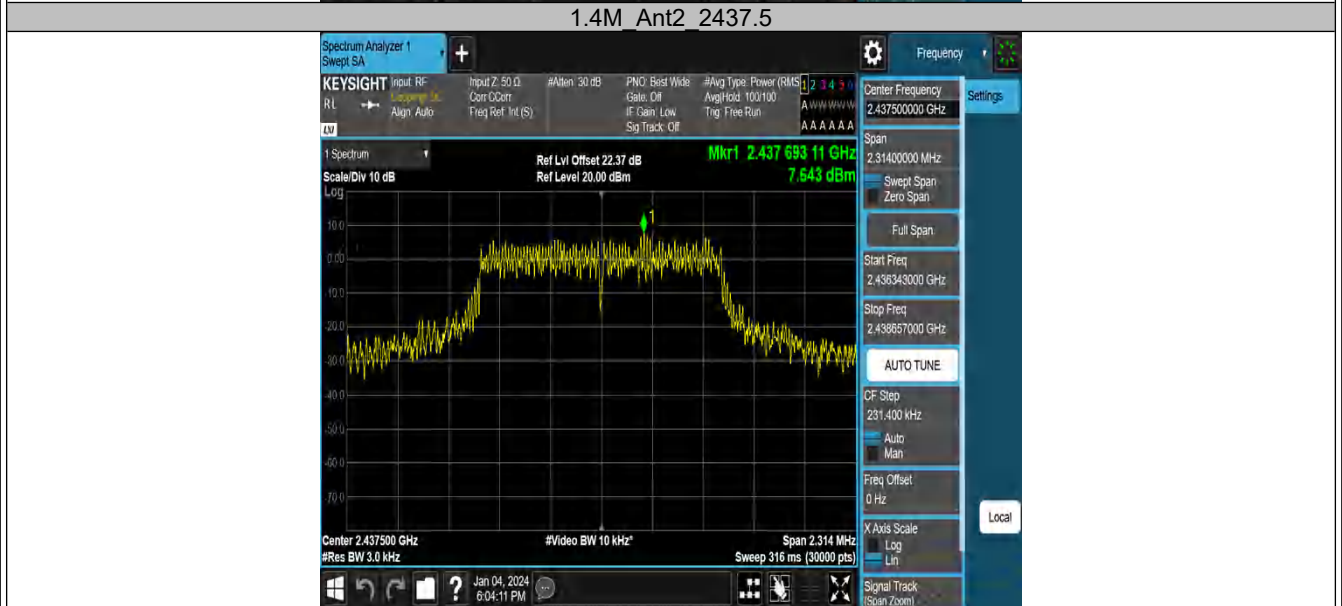 1.4M_Ant2_2437.5
Spectrum Analyzer 1
Swept SA
+
Frequency
KEYSIGHT
Input: RF
RL
Align: Auto
Input Z: 50 Ω
Corr CCorr
Freq Ref: Int (S)
#Atten: 30 dB
PNO: Best Wide
Gate: Off
IF Gain: Low
Sig Track: Off
#Avg Type: Power (RMS
Avg|Hold: 100/100
Trig: Free Run
1 2 3 4 5 6
A W W W W W
A A A A A A
LXI
Center Frequency
2.437500000 GHz
Settings
Span
2.31400000 MHz
Swept Span
Zero Span
Full Span
Start Freq
2.436343000 GHz
Stop Freq
2.438657000 GHz
AUTO TUNE
CF Step
231.400 kHz
Auto
Man
Freq Offset
0 Hz
X Axis Scale
Log
Lin
Signal Track
(Span Zoom)
Local
1 Spectrum
Scale/Div 10 dB
Log
Ref Lvl Offset 22.37 dB
Ref Level 20.00 dBm
Mkr1 2.437 693 11 GHz
7.643 dBm
1
10.0
0.00
-10.0
-20.0
-30.0
-40.0
-50.0
-60.0
-70.0
Center 2.437500 GHz
#Res BW 3.0 kHz
#Video BW 10 kHz*
Span 2.314 MHz
Sweep 316 ms (30000 pts)
?
Jan 04, 2024
6:04:11 PM